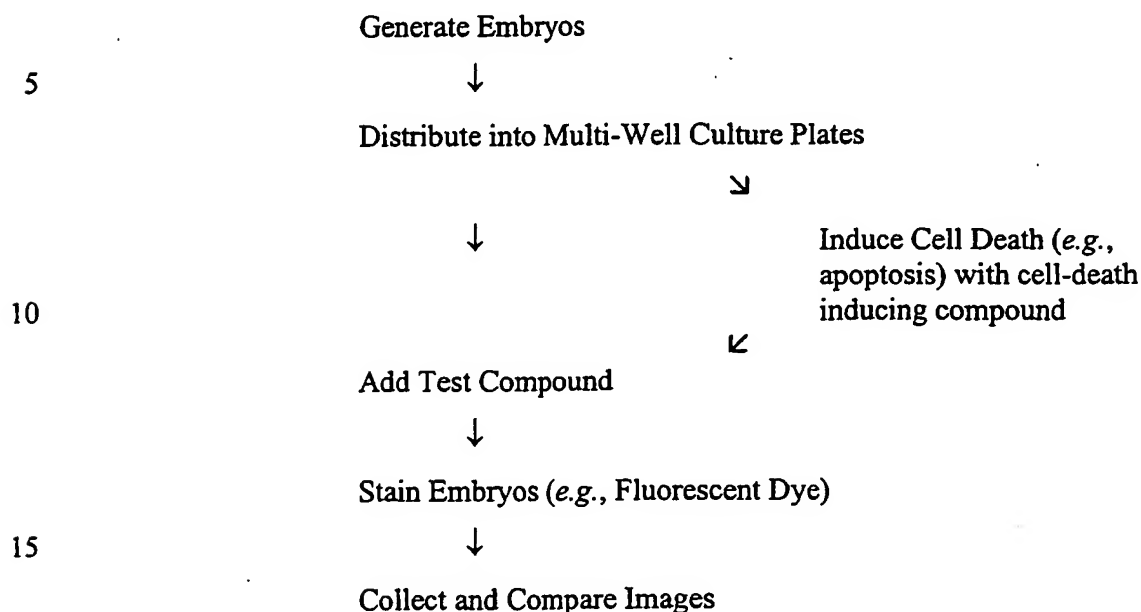 Generate Embryos
5
↓
Distribute into Multi-Well Culture Plates
↘
↓
Induce Cell Death (e.g.,
apoptosis) with cell-death
10
inducing compound
↙
Add Test Compound
↓
Stain Embryos (e.g., Fluorescent Dye)
15
↓
Collect and Compare Images